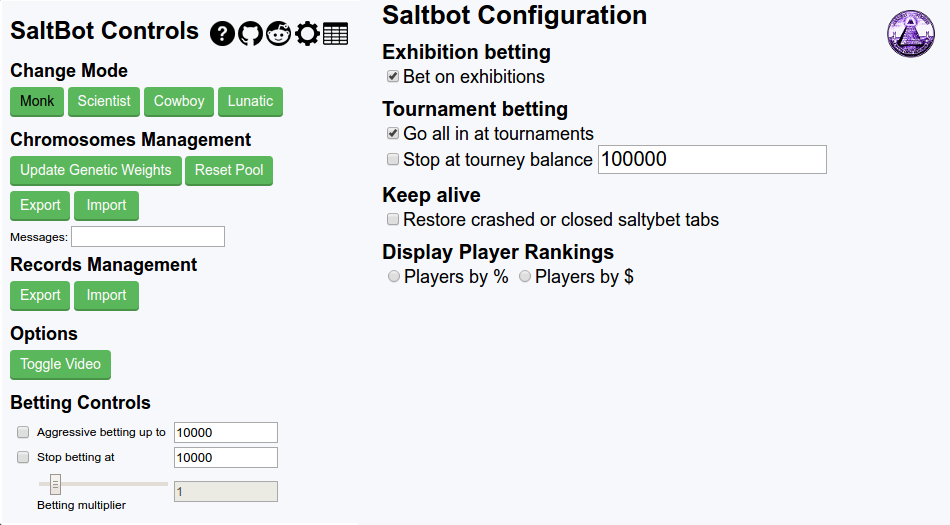 SaltBot Controls
Change Mode
Monk Scientist Cowboy Lunatic
Chromosomes Management
Update Genetic Weights Reset Pool
Export Import
Messages:
Records Management
Export Import
Options
Toggle Video
Betting Controls
Aggressive betting up to 10000
Stop betting at 10000
1
Betting multiplier
Saltbot Configuration
Exhibition betting
Bet on exhibitions
Tournament betting
Go all in at tournaments
Stop at tourney balance 100000
Keep alive
Restore crashed or closed saltybet tabs
Display Player Rankings
Players by % Players by $